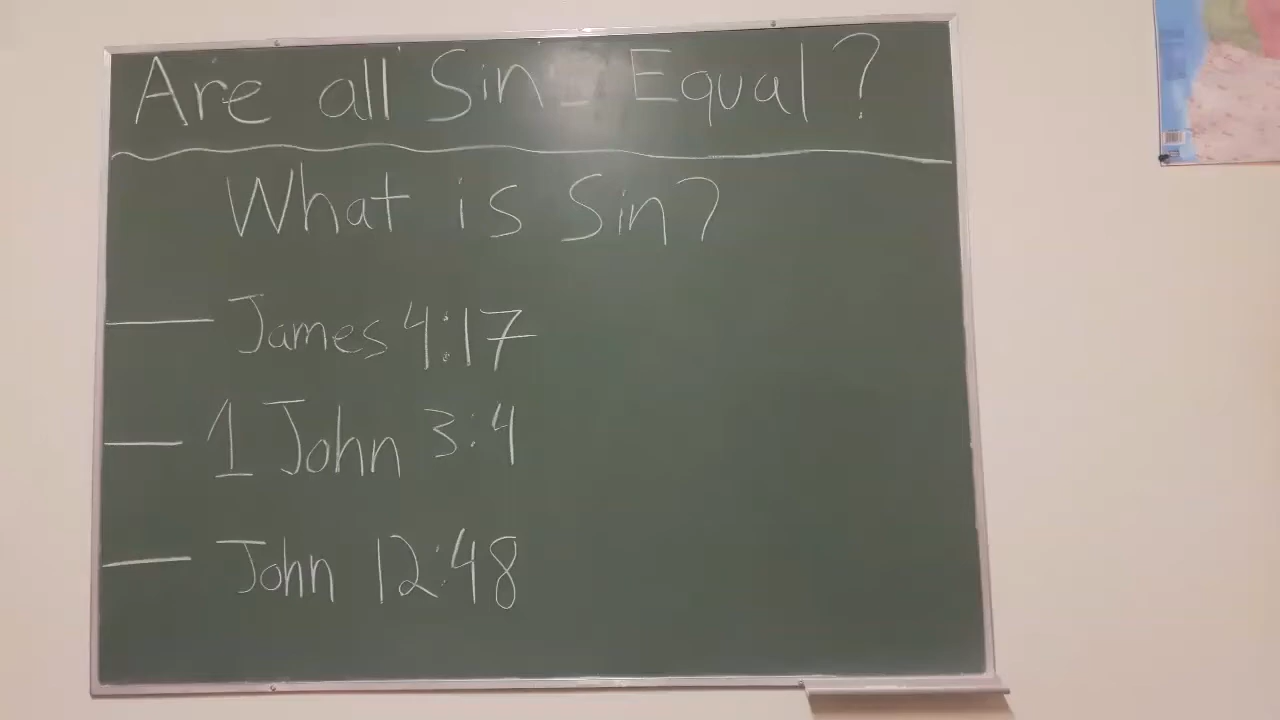 Are all Sin Equal?
What is Sin?
— James 4:17
— 1 John 3:4
— John 12:48